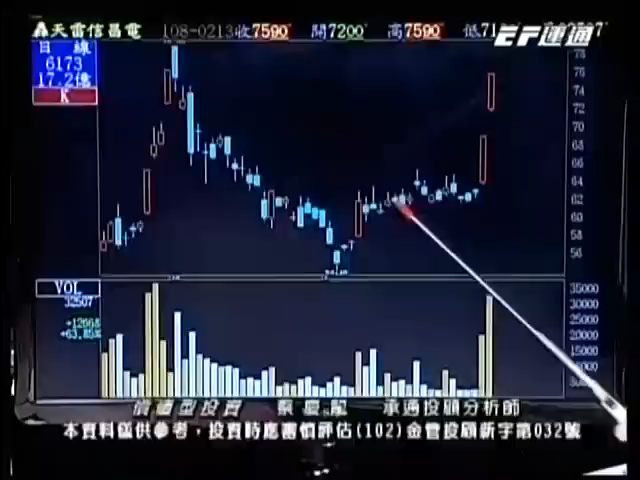 天雷信昌電 108-0213收7590 開7200 高7590 低71
EF運通
日 線
6173
17.2億
K
78
76
74
72
70
68
66
64
62
60
58
56
VOL
32507
+12668
+63.85%
35000
30000
25000
20000
15000
價值型投資 蔡慶龍 承通投顧分析師
本資料僅供參考，投資時應審慎評估(102)金管投顧新字第032號